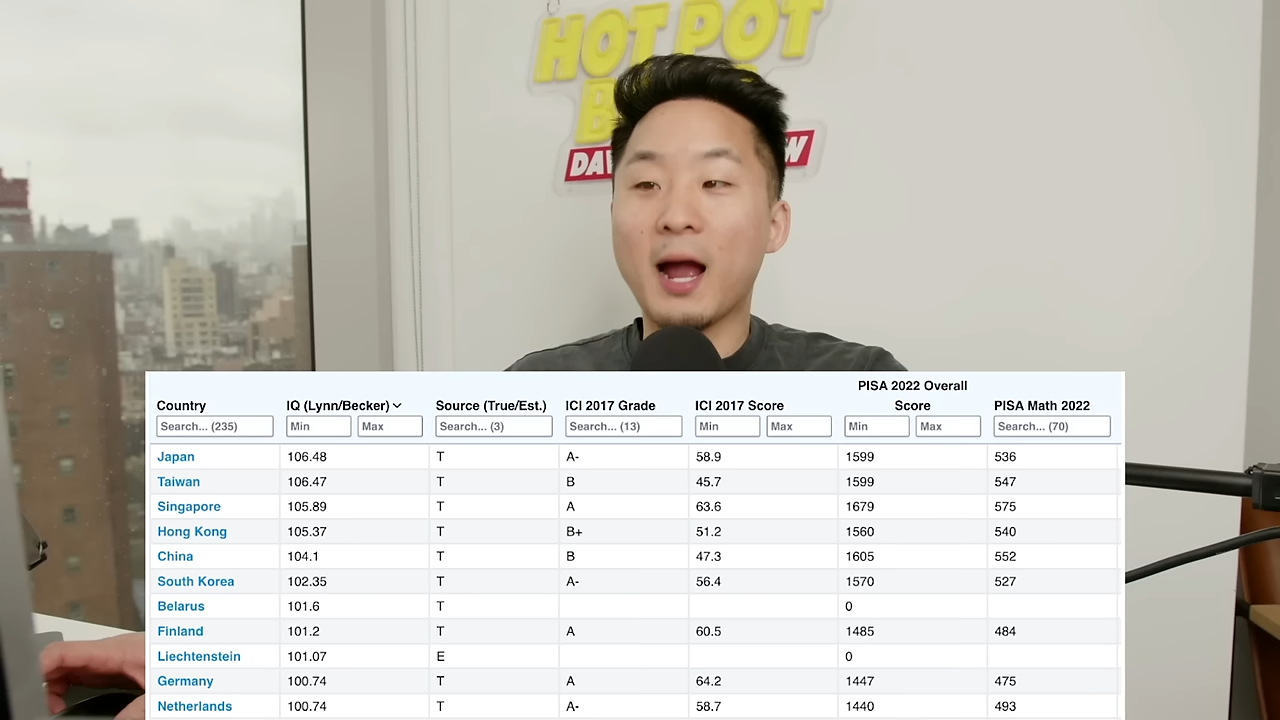 HOT POT
B
DA W
PISA 2022 Overall
Country IQ (Lynn/Becker) Source (True/Est.) ICI 2017 Grade ICI 2017 Score Score PISA Math 2022
Search... (235) Min Max Search... (3) Search... (13) Min Max Min Max Search... (70)
Japan 106.48 T A- 58.9 1599 536
Taiwan 106.47 T B 45.7 1599 547
Singapore 105.89 T A 63.6 1679 575
Hong Kong 105.37 T B+ 51.2 1560 540
China 104.1 T B 47.3 1605 552
South Korea 102.35 T A- 56.4 1570 527
Belarus 101.6 T 0
Finland 101.2 T A 60.5 1485 484
Liechtenstein 101.07 E 0
Germany 100.74 T A 64.2 1447 475
Netherlands 100.74 T A- 58.7 1440 493